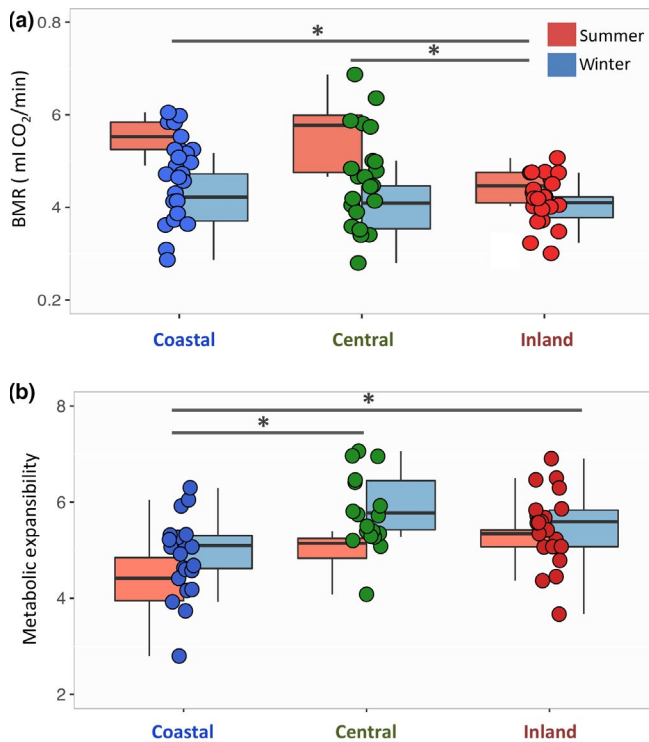 (a)
0.8
*
*
Summer
Winter
BMR ( ml CO2/min)
6
4
0.2
Coastal Central Inland
(b)
8
*
*
Metabolic expansibility
6
4
2
Coastal Central Inland